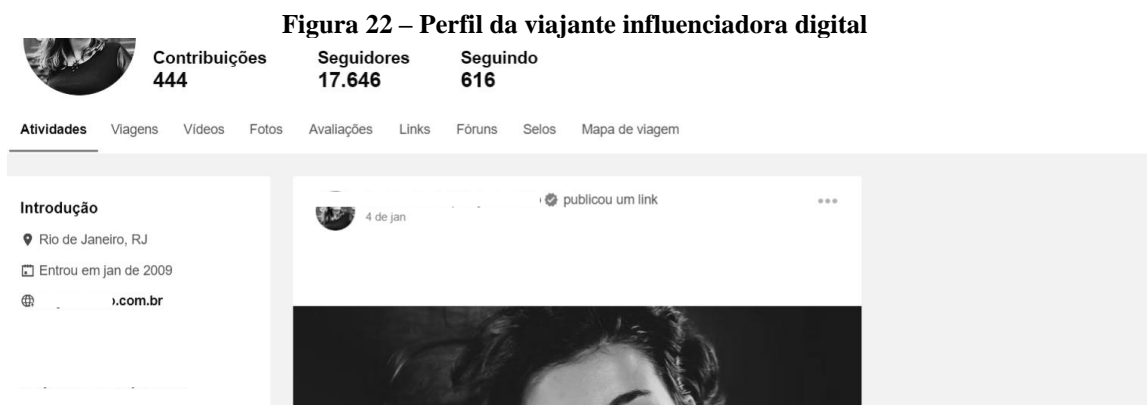 Figura 22 – Perfil da viajante influenciadora digital
Contribuições Seguidores Seguindo
444 17.646 616
Atividades Viagens Vídeos Fotos Avaliações Links Fóruns Selos Mapa de viagem
Introdução
Rio de Janeiro, RJ
Entrou em jan de 2009
.com.br
publicou um link
4 de jan